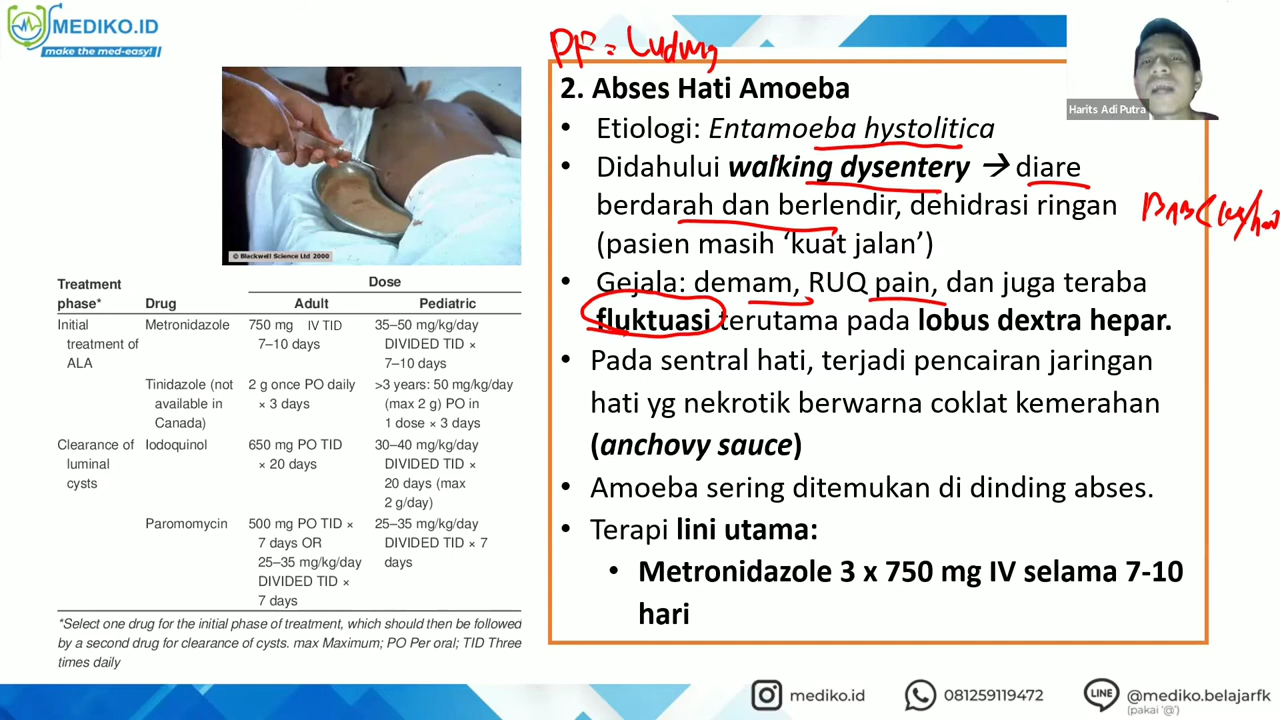 MEDIKO.ID
make the med-easy!
PF = Ludwig
Harits Adi Putra
2. Abses Hati Amoeba
• Etiologi: Entamoeba hystolitica
• Didahului walking dysentery → diare
berdarah dan berlendir, dehidrasi ringan
(pasien masih ‘kuat jalan’)
• Gejala: demam, RUQ pain, dan juga teraba
fluktuasi terutama pada lobus dextra hepar.
• Pada sentral hati, terjadi pencairan jaringan
hati yg nekrotik berwarna coklat kemerahan
(anchovy sauce)
• Amoeba sering ditemukan di dinding abses.
• Terapi lini utama:
• Metronidazole 3 x 750 mg IV selama 7-10
hari
© Blackwell Science Ltd 2000
Dose
Treatment phase* Drug Adult Pediatric
Initial treatment of ALA Metronidazole 750 mg IV TID 7–10 days 35–50 mg/kg/day DIVIDED TID × 7–10 days
Tinidazole (not available in Canada) 2 g once PO daily × 3 days >3 years: 50 mg/kg/day (max 2 g) PO in 1 dose × 3 days
Clearance of luminal cysts Iodoquinol 650 mg PO TID × 20 days 30–40 mg/kg/day DIVIDED TID × 20 days (max 2 g/day)
Paromomycin 500 mg PO TID × 7 days OR 25–35 mg/kg/day DIVIDED TID × 7 days 25–35 mg/kg/day DIVIDED TID × 7 days
*Select one drug for the initial phase of treatment, which should then be followed
by a second drug for clearance of cysts. max Maximum; PO Per oral; TID Three
times daily
mediko.id
081259119472
LINE
@mediko.belajarfk
(pakai ‘@’)